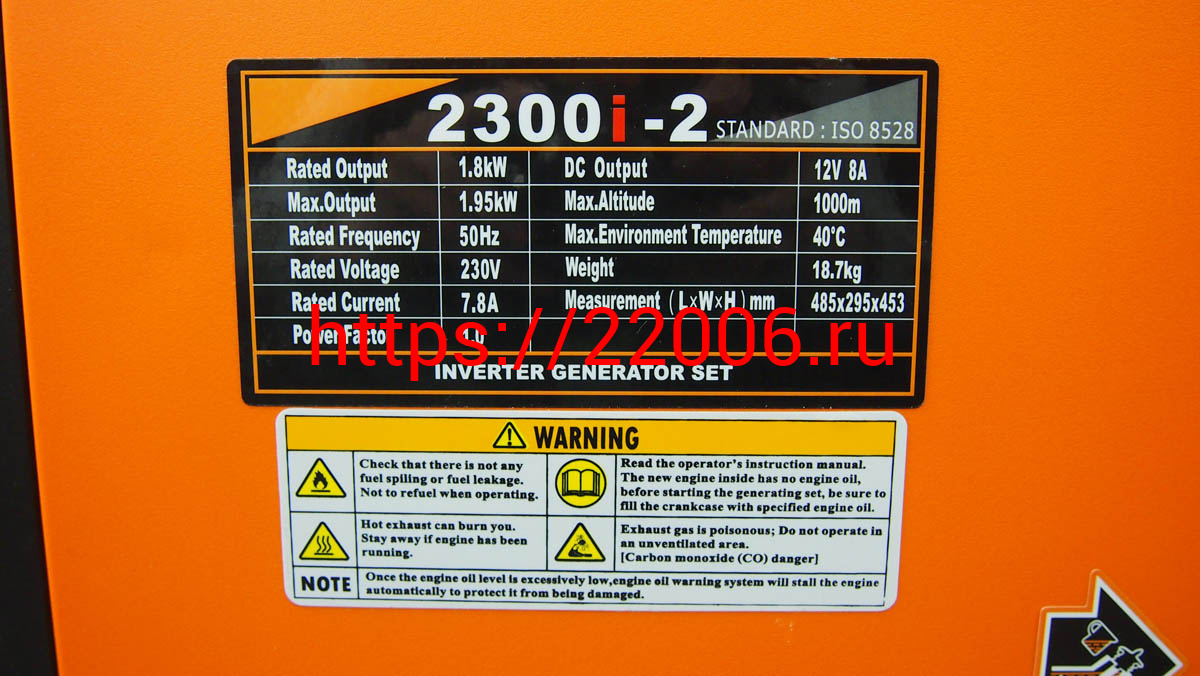 2300i-2 STANDARD : ISO 8528
Rated Output 1.8kW DC Output 12V 8A
Max.Output 1.95kW Max.Altitude 1000m
Rated Frequency 50Hz Max.Environment Temperature 40°C
Rated Voltage 230V Weight 18.7kg
Rated Current 7.8A Measurement (L×W×H) mm 485x295x453
Power Factor 1.0
https://22006.ru
INVERTER GENERATOR SET
WARNING
Check that there is not any
fuel spiling or fuel leakage.
Not to refuel when operating.
Read the operator's instruction manual.
The new engine inside has no engine oil,
before starting the generating set, be sure to
fill the crankcase with specified engine oil.
Hot exhaust can burn you.
Stay away if engine has been
running.
Exhaust gas is poisonous; Do not operate in
an unventilated area.
[Carbon monoxide (CO) danger]
NOTE
Once the engine oil level is excessively low,engine oil warning system will stall the engine
automatically to protect it from being damaged.